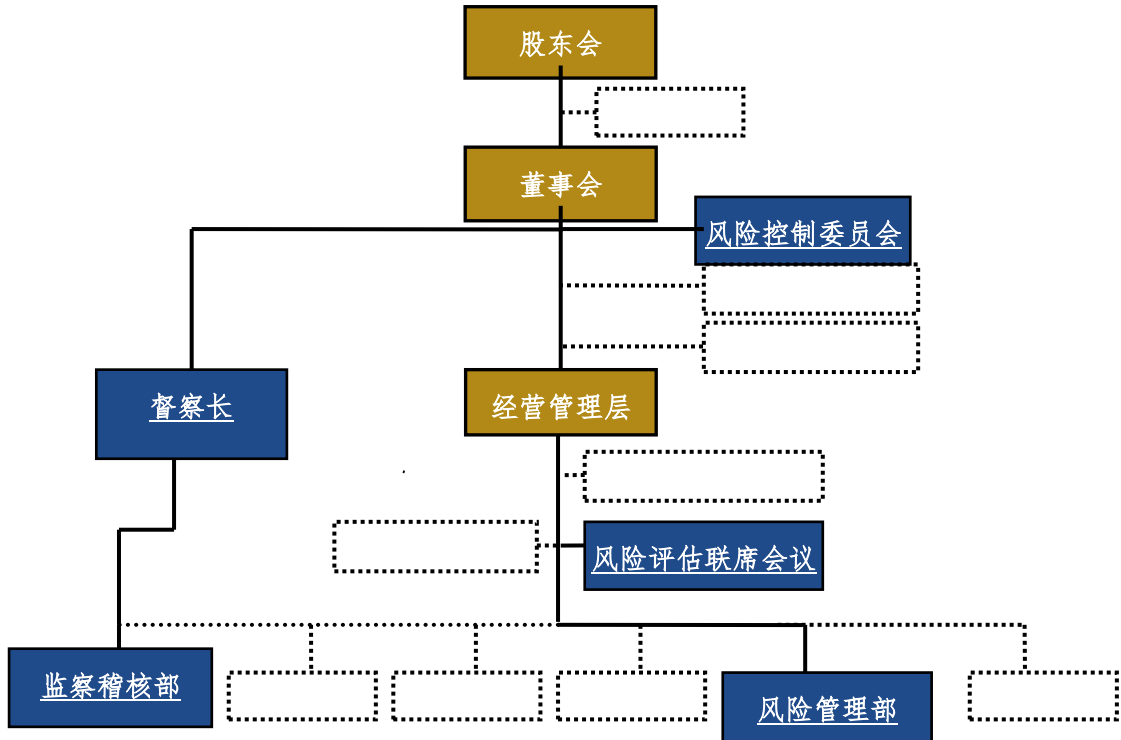 股东会
董事会
风险控制委员会
督察长
经营管理层
风险评估联席会议
监察稽核部
风险管理部